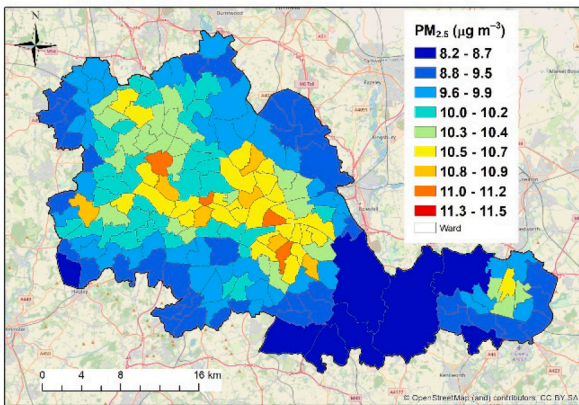 N
PM2.5 (μg m−3)
8.2 - 8.7
8.8 - 9.5
9.6 - 9.9
10.0 - 10.2
10.3 - 10.4
10.5 - 10.7
10.8 - 10.9
11.0 - 11.2
11.3 - 11.5
Ward
0 4 8 16 km
© OpenStreetMap (and) contributors, CC BY SA